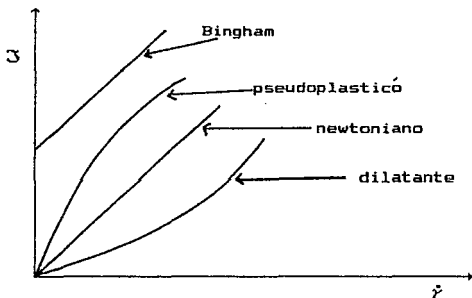 Bingham
pseudoplasticó
newtoniano
dilatante
γ̇